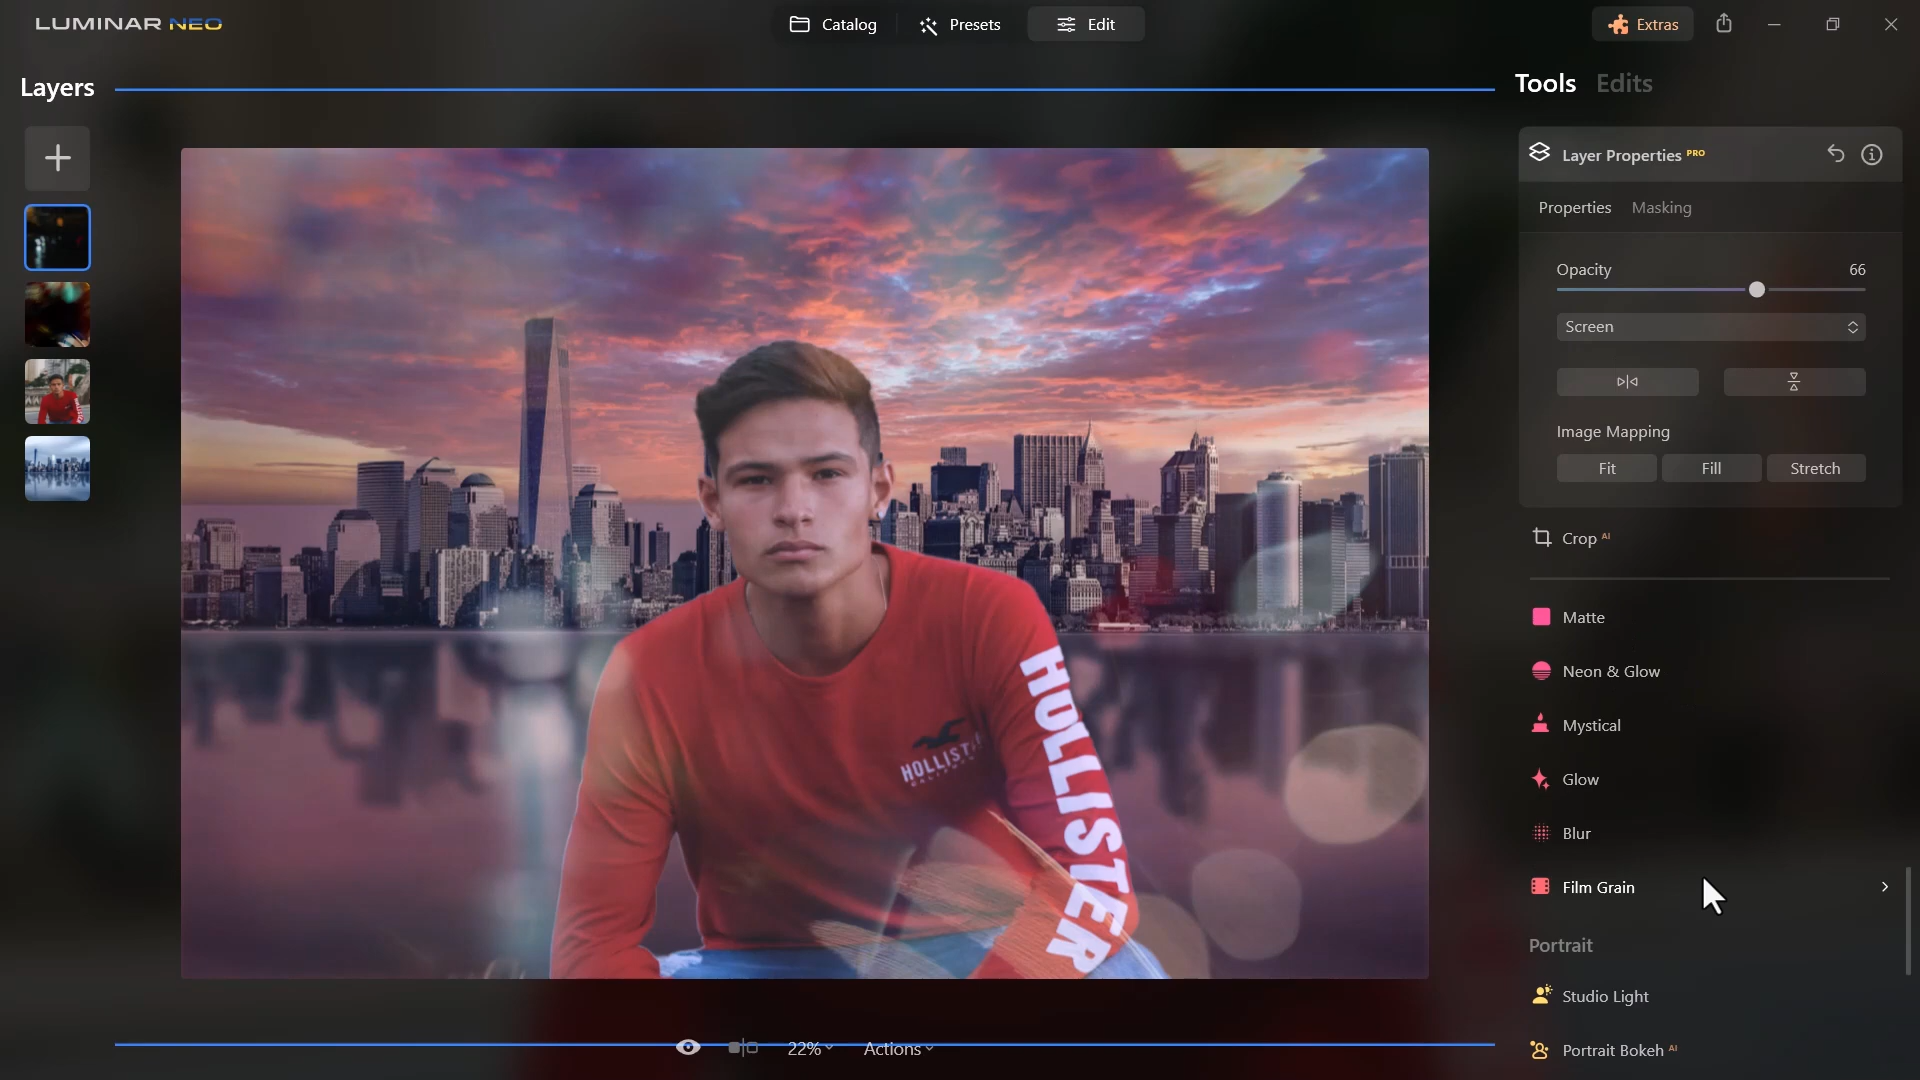 LUMINAR NEO
Catalog
Presets
Edit
Extras
Layers
Tools
Edits
Layer Properties PRO
Properties
Masking
Opacity
66
Screen
Image Mapping
Fit
Fill
Stretch
Crop AI
Matte
Neon & Glow
Mystical
Glow
Blur
Film Grain
Portrait
Studio Light
Portrait Bokeh AI
HOLLISTER
HOLLISTER
22%
Actions